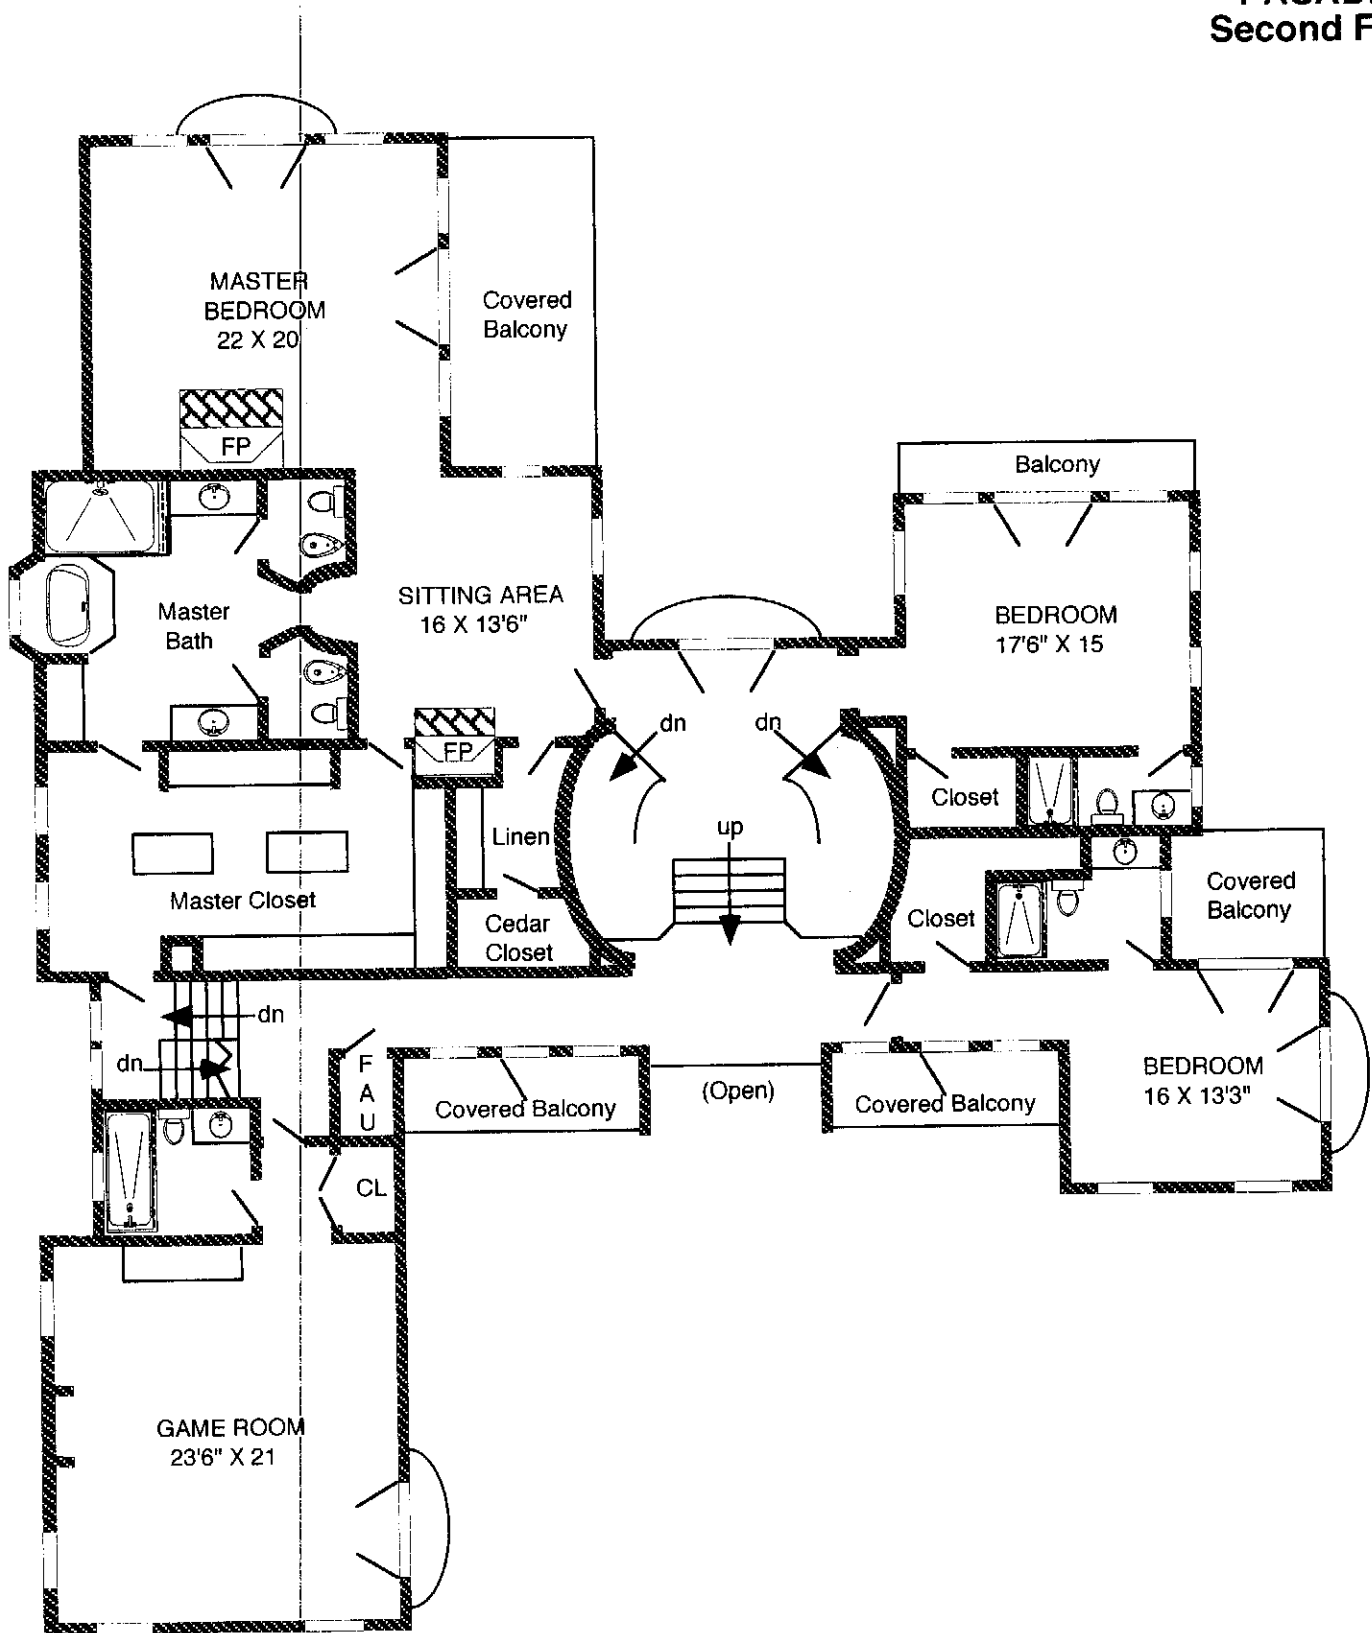 Second F
MASTER
BEDROOM
22 X 20
Covered
Balcony
FP
Balcony
SITTING AREA
16 X 13'6"
BEDROOM
17'6" X 15
Master
Bath
dn
dn
FP
Closet
Linen
up
Master Closet
Cedar
Closet
Closet
Covered
Balcony
dn
dn
F
A
U
Covered Balcony
(Open)
Covered Balcony
BEDROOM
16 X 13'3"
CL
GAME ROOM
23'6" X 21